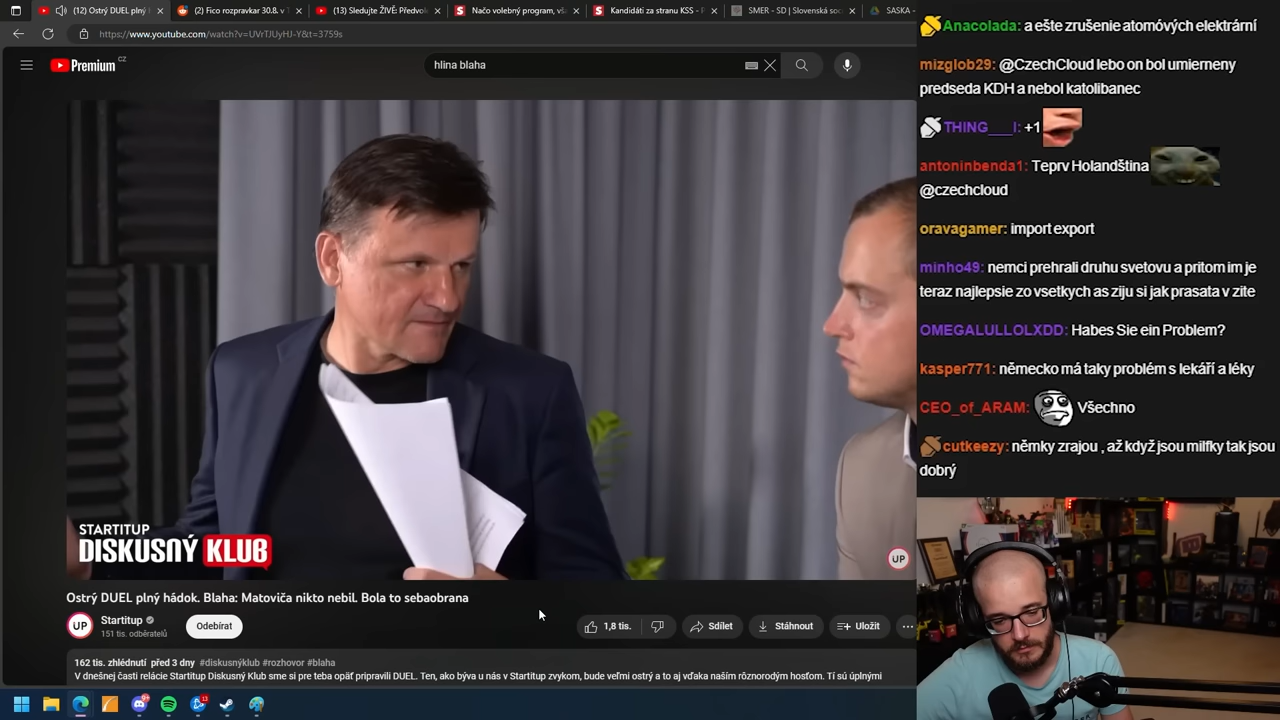 (12) Ostrý DUEL plný
(2) Fico rozpravkar 30.8. v T
(13) Sledujte ŽIVĚ Předvol
Načo volebný program, vš
Kandidáti za stranu KSS - P
SMER - SD | Slovenská soc
SASKA -
https://www.youtube.com/watch?v=UVrTJUyHJ-Y&t=3759s
Premium CZ
hlina blaha
STARTITUP
DISKUSNÝ KLUB
UP
Ostrý DUEL plný hádok. Blaha: Matoviča nikto nebil. Bola to sebaobrana
UP
Startitup
151 tis. odběratelů
Odebírat
1,8 tis.
Sdílet
Stáhnout
Uložit
162 tis. zhlédnutí před 3 dny #diskusnýklub #rozhovor #blaha
V dnešnej časti relácie Startitup Diskusný Klub sme si pre teba opäť pripravili DUEL. Ten, ako býva u nás v Startitup zvykom, bude veľmi ostrý a to aj vďaka naším rôznorodým hosťom. Tí sú úplnými
Anacolada: a ešte zrušenie atomóvých elektrární
mizglob29: @CzechCloud lebo on bol umierneny
predseda KDH a nebol katolibanec
THING___I: +1
antoninbenda1: Teprv Holandština
@czechcloud
oravagamer: import export
minho49: nemci prehrali druhu svetovu a pritom im je
teraz najlepsie zo vsetkych as ziju si jak prasata v zite
OMEGALULLOLXDD: Habes Sie ein Problem?
kasper771: německo má taky problém s lekáří a léky
CEO_of_ARAM: Všechno
cutkeezy: němky zrajou , až když jsou milfky tak jsou
dobrý